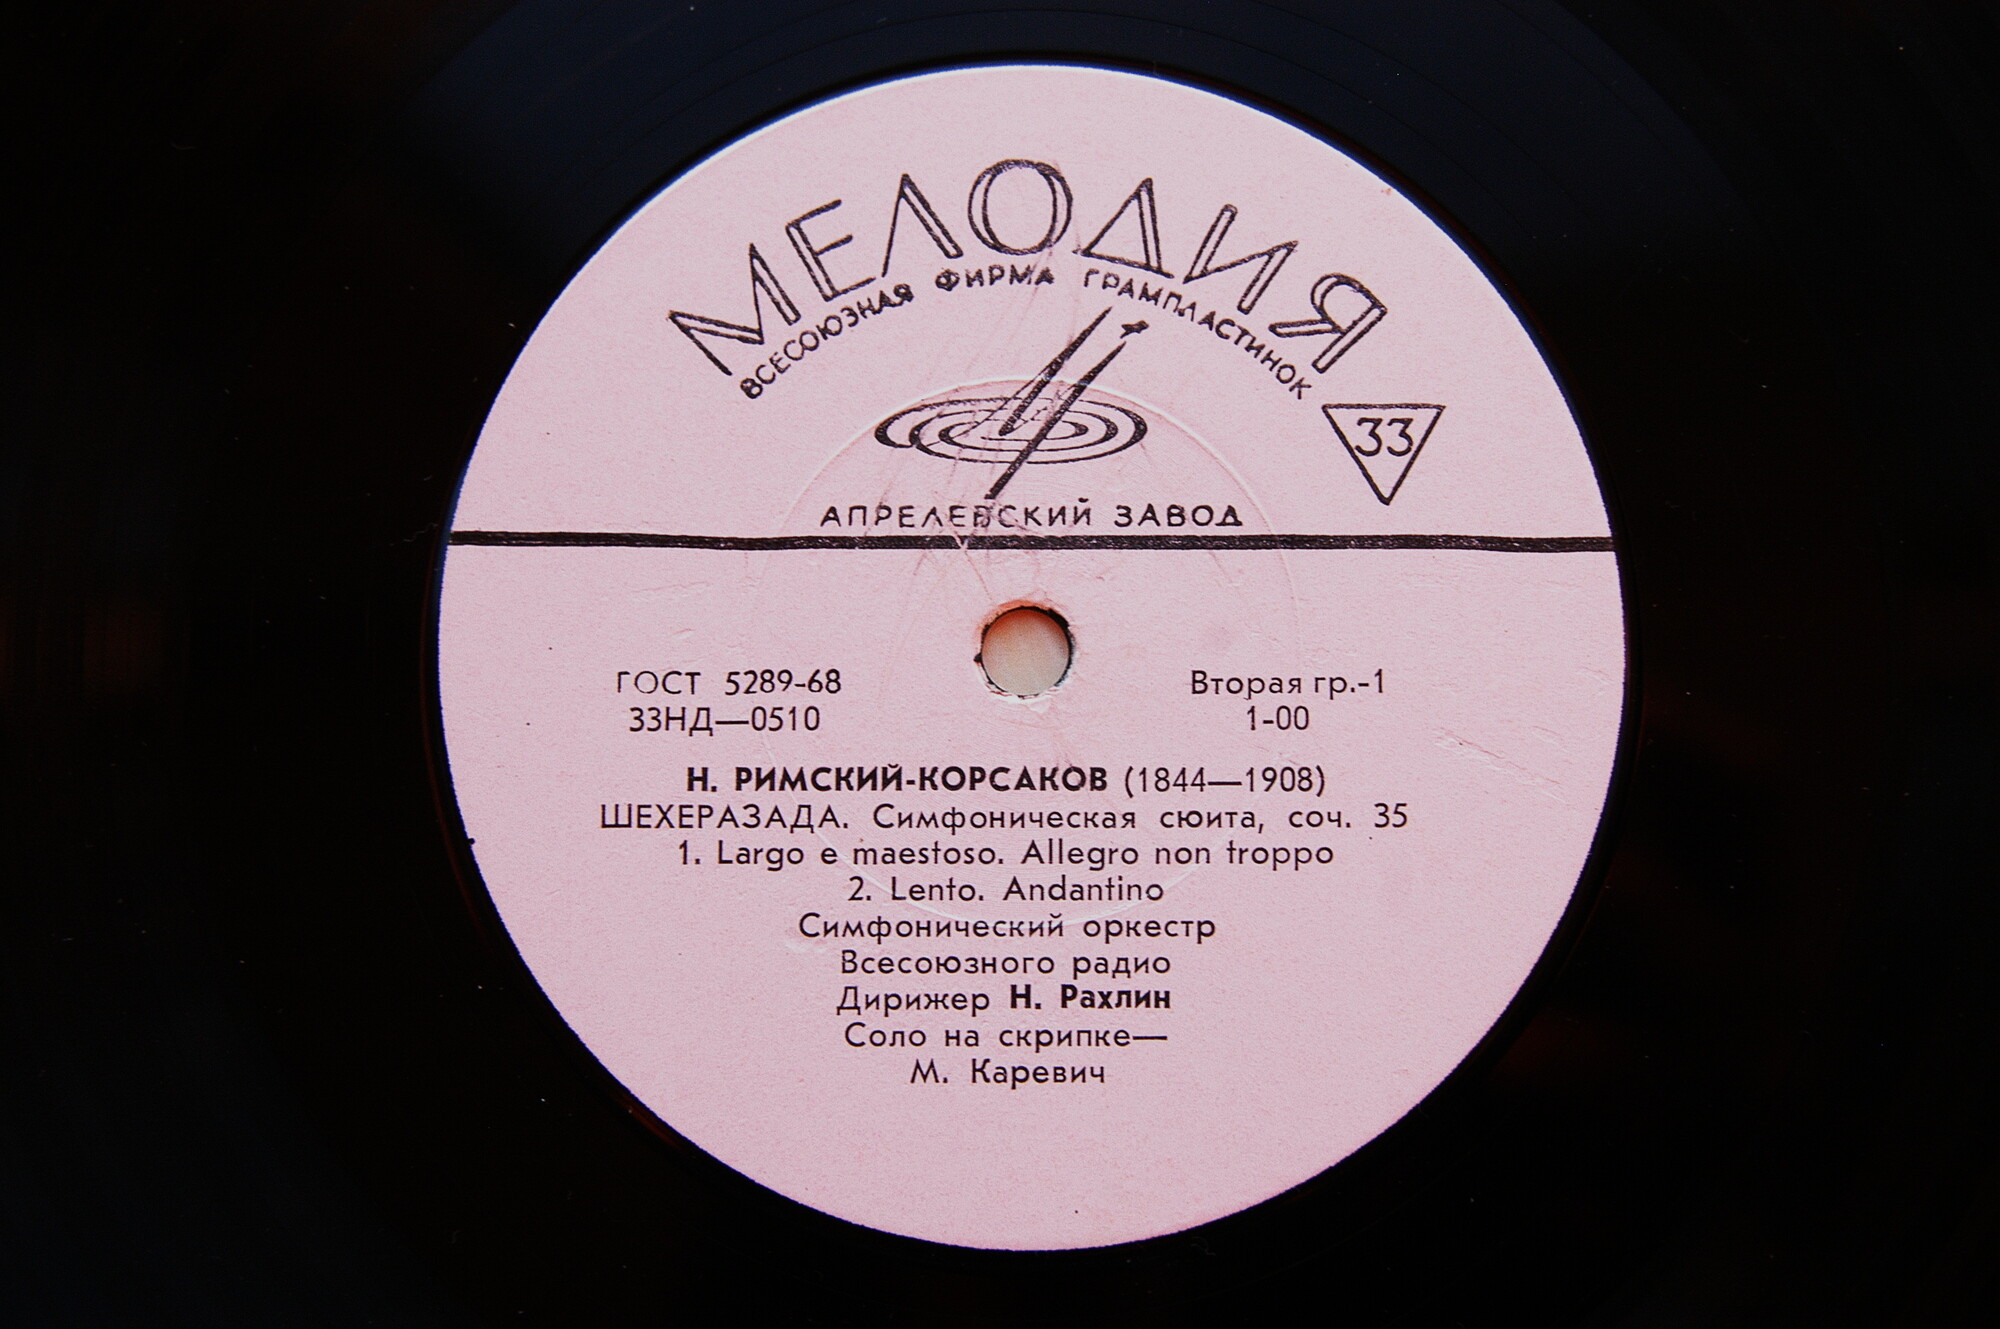 МЕЛОДИЯ
ВСЕСОЮЗНАЯ ФИРМА ГРАМПЛАСТИНОК
33
АПРЕЛЕВСКИЙ ЗАВОД
ГОСТ 5289-68 Вторая гр.-1
33НД—0510 1-00
Н. РИМСКИЙ-КОРСАКОВ (1844—1908)
ШЕХЕРАЗАДА. Симфоническая сюита, соч. 35
1. Largo e maestoso. Allegro non troppo
2. Lento. Andantino
Симфонический оркестр
Всесоюзного радио
Дирижер Н. Рахлин
Соло на скрипке—
М. Каревич